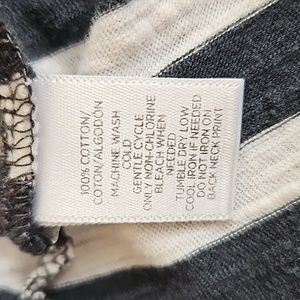 100% COTTON/
COTON/ALGODÓN
MACHINE WASH
COLD
GENTLE CYCLE
ONLY NON-CHLORINE
BLEACH WHEN
NEEDED
TUMBLE DRY LOW
COOL IRON IF NEEDED
DO NOT IRON ON
BACK NECK PRINT